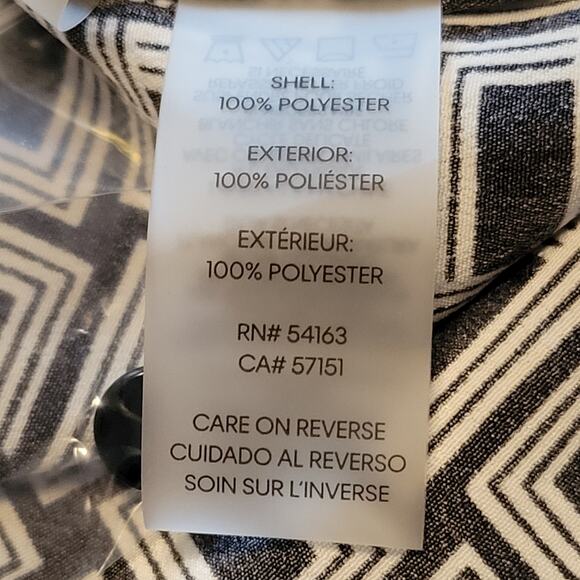 SHELL:
100% POLYESTER
EXTERIOR:
100% POLIÉSTER
EXTÉRIEUR:
100% POLYESTER
RN# 54163
CA# 57151
CARE ON REVERSE
CUIDADO AL REVERSO
SOIN SUR L'INVERSE